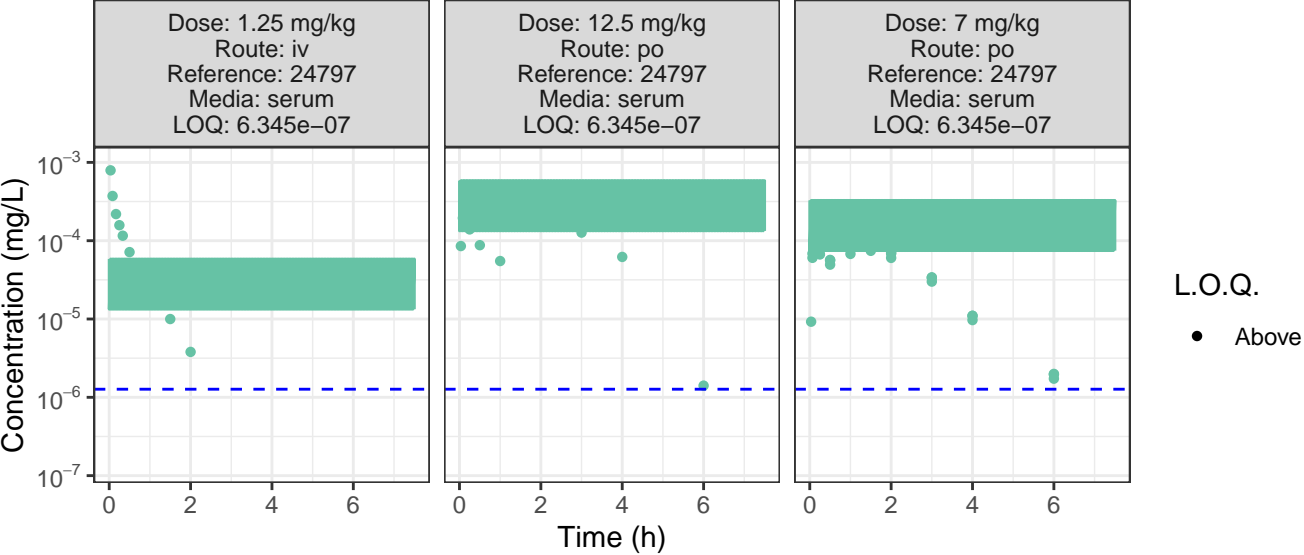 Dose: 1.25 mg/kg
Route: iv
Reference: 24797
Media: serum
LOQ: 6.345e−07
Dose: 12.5 mg/kg
Route: po
Reference: 24797
Media: serum
LOQ: 6.345e−07
Dose: 7 mg/kg
Route: po
Reference: 24797
Media: serum
LOQ: 6.345e−07
Concentration (mg/L)
10⁻³
10⁻⁴
10⁻⁵
10⁻⁶
10⁻⁷
0 2 4 6
0 2 4 6
0 2 4 6
Time (h)
L.O.Q.
Above